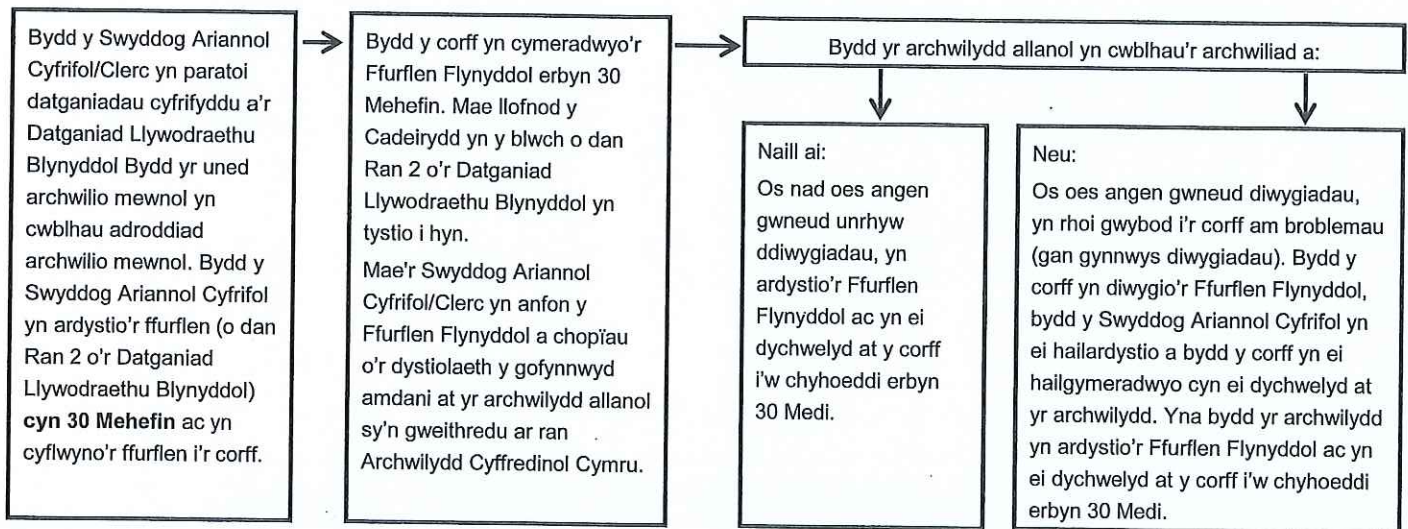 Bydd y Swyddog Ariannol
Cyfrifol/Clerc yn paratoi
datganiadau cyfrifyddu a'r
Datganiad Llywodraethu
Blynyddol Bydd yr uned
archwilio mewnol yn
cwblhau adroddiad
archwilio mewnol. Bydd y
Swyddog Ariannol Cyfrifol
yn ardystio'r ffurflen (o dan
Ran 2 o'r Datganiad
Llywodraethu Blynyddol)
cyn 30 Mehefin ac yn
cyflwyno'r ffurflen i'r corff.
Bydd y corff yn cymeradwyo'r
Ffurflen Flynyddol erbyn 30
Mehefin. Mae llofnod y
Cadeirydd yn y blwch o dan
Ran 2 o'r Datganiad
Llywodraethu Blynyddol yn
tystio i hyn.
Mae'r Swyddog Ariannol
Cyfrifol/Clerc yn anfon y
Ffurflen Flynyddol a chopïau
o'r dystiolaeth y gofynnwyd
amdani at yr archwilydd allanol
sy'n gweithredu ar ran
Archwilydd Cyffredinol Cymru.
Bydd yr archwilydd allanol yn cwblhau'r archwiliad a:
Naill ai:
Os nad oes angen
gwneud unrhyw
ddiwygiadau, yn
ardystio'r Ffurflen
Flynyddol ac yn ei
dychwelyd at y corff
i'w chyhoeddi erbyn
30 Medi.
Neu:
Os oes angen gwneud diwygiadau,
yn rhoi gwybod i'r corff am broblemau
(gan gynnwys diwygiadau). Bydd y
corff yn diwygio'r Ffurflen Flynyddol,
bydd y Swyddog Ariannol Cyfrifol yn
ei hailardystio a bydd y corff yn ei
hailgymeradwyo cyn ei dychwelyd at
yr archwilydd. Yna bydd yr archwilydd
yn ardystio'r Ffurflen Flynyddol ac yn
ei dychwelyd at y corff i'w chyhoeddi
erbyn 30 Medi.